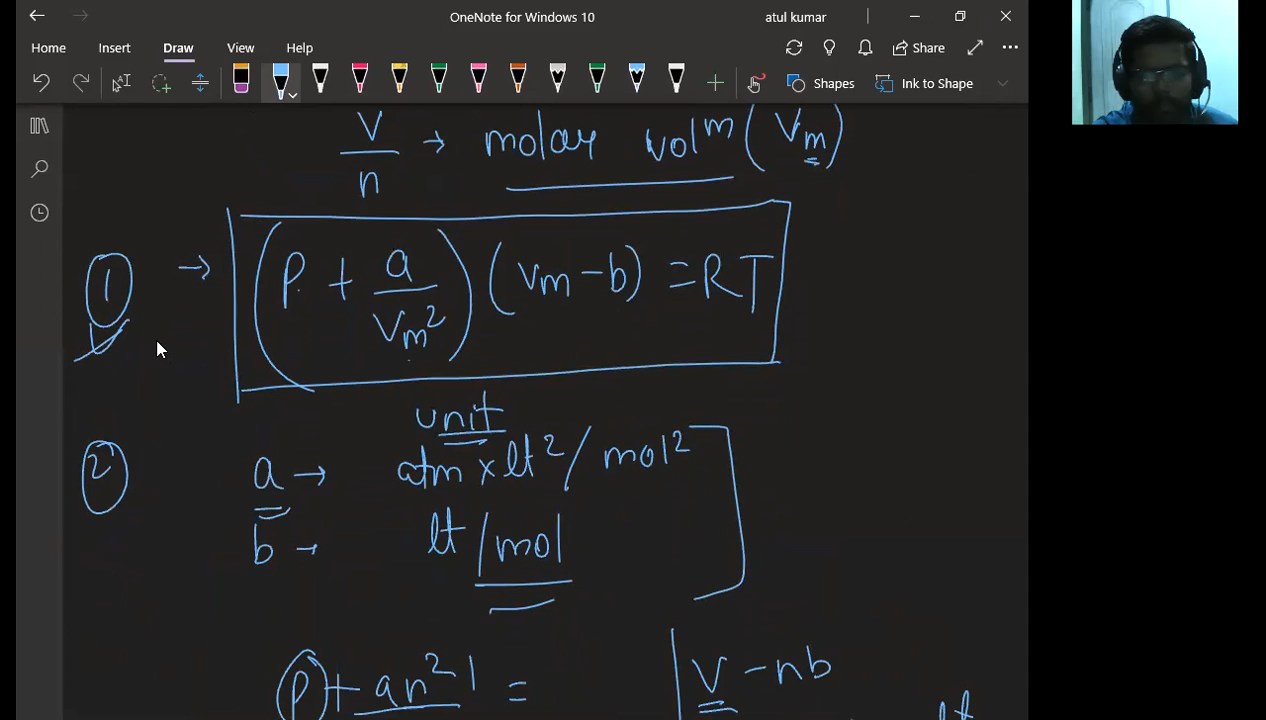 OneNote for Windows 10
atul kumar
Home Insert Draw View Help
Share
Shapes Ink to Shape
V/n → molar volm (Vm)
1 → (P + a/Vm²) (Vm − b) = RT
unit
2 a → atm × lt² / mol²
b → lt / mol
P + an² =
V − nb
lt